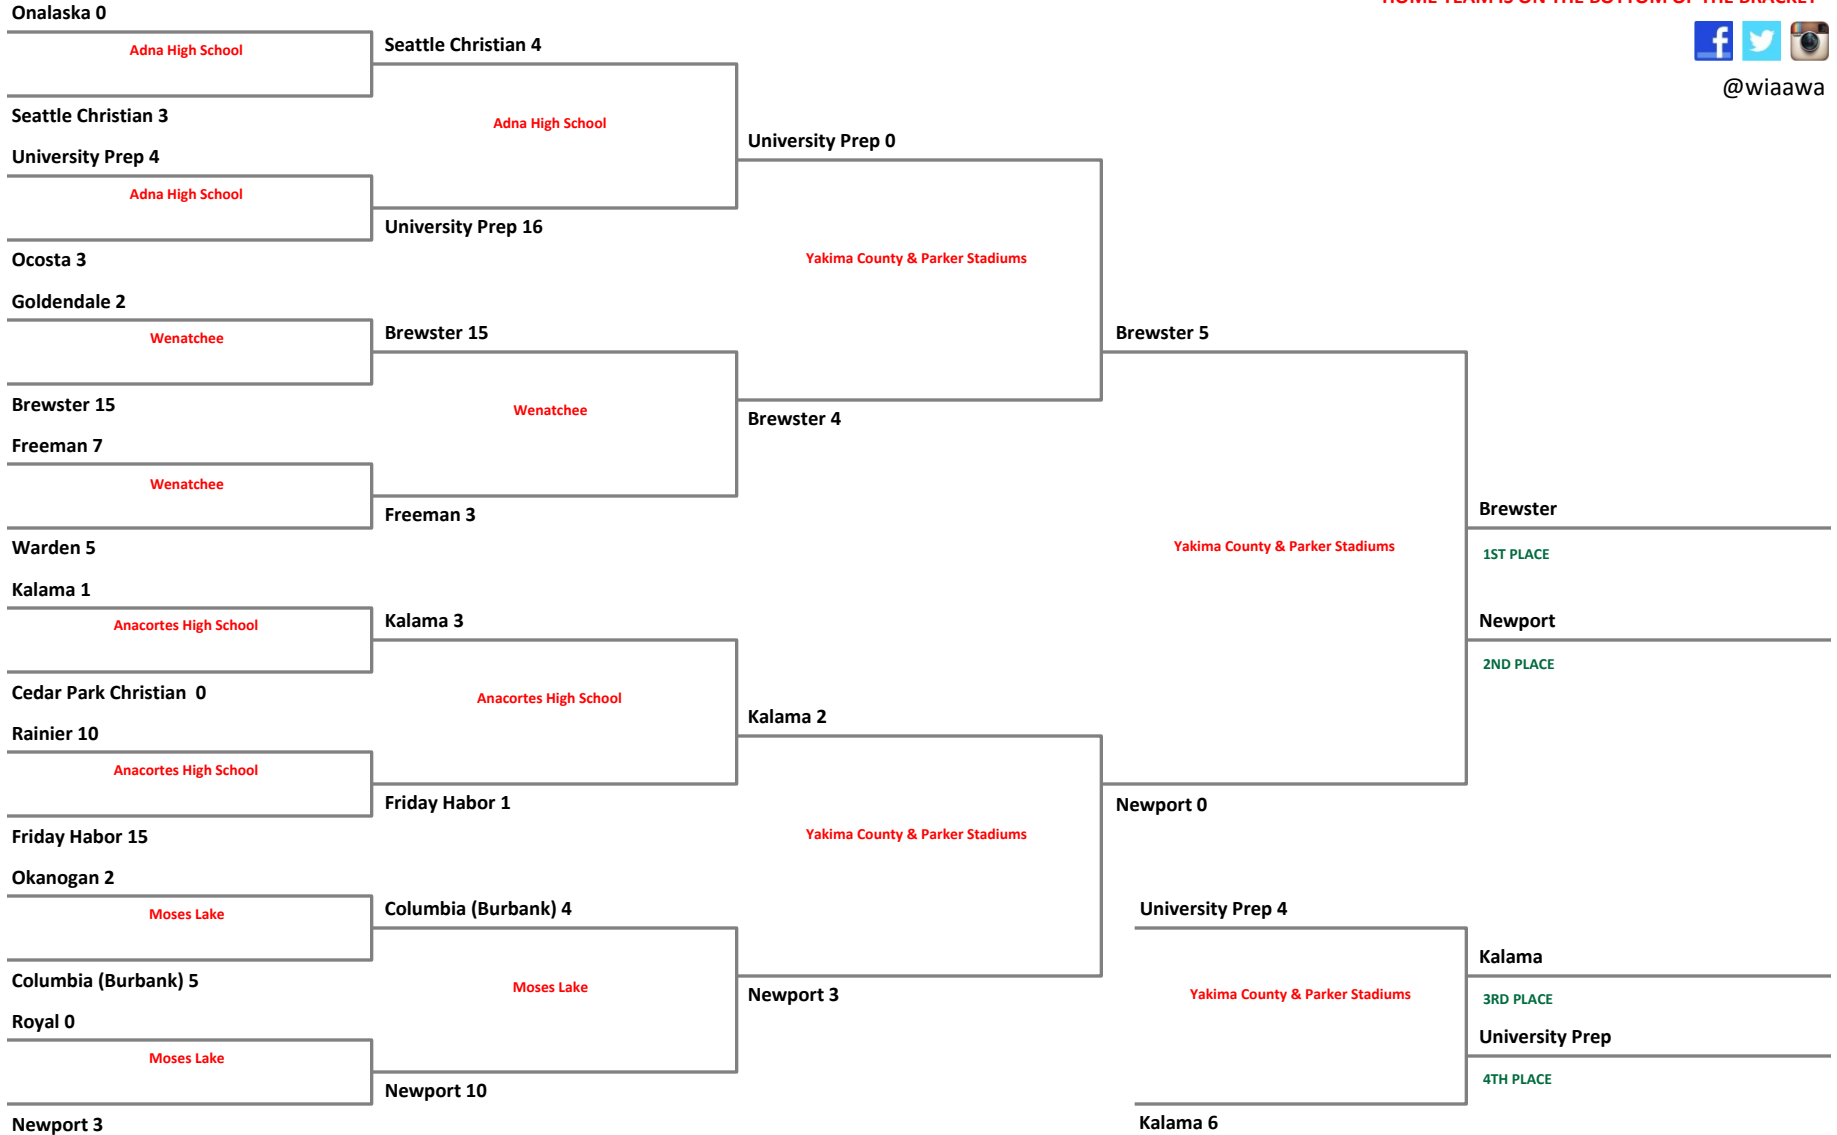 HOME TEAM IS ON THE BOTTOM OF THE BRACKET
@wiaawa
Onalaska 0
Adna High School
Seattle Christian 3
University Prep 4
Adna High School
Ocosta 3
Goldendale 2
Wenatchee
Brewster 15
Freeman 7
Wenatchee
Warden 5
Kalama 1
Anacortes High School
Cedar Park Christian  0
Rainier 10
Anacortes High School
Friday Habor 15
Okanogan 2
Moses Lake
Columbia (Burbank) 5
Royal 0
Moses Lake
Newport 3
Seattle Christian 4
Adna High School
University Prep 16
Brewster 15
Wenatchee
Freeman 3
Kalama 3
Anacortes High School
Friday Habor 1
Columbia (Burbank) 4
Moses Lake
Newport 10
University Prep 0
Yakima County & Parker Stadiums
Brewster 4
Kalama 2
Yakima County & Parker Stadiums
Newport 3
Brewster 5
Yakima County & Parker Stadiums
Newport 0
Brewster
1ST PLACE
Newport
2ND PLACE
University Prep 4
Yakima County & Parker Stadiums
Kalama 6
Kalama
3RD PLACE
University Prep
4TH PLACE